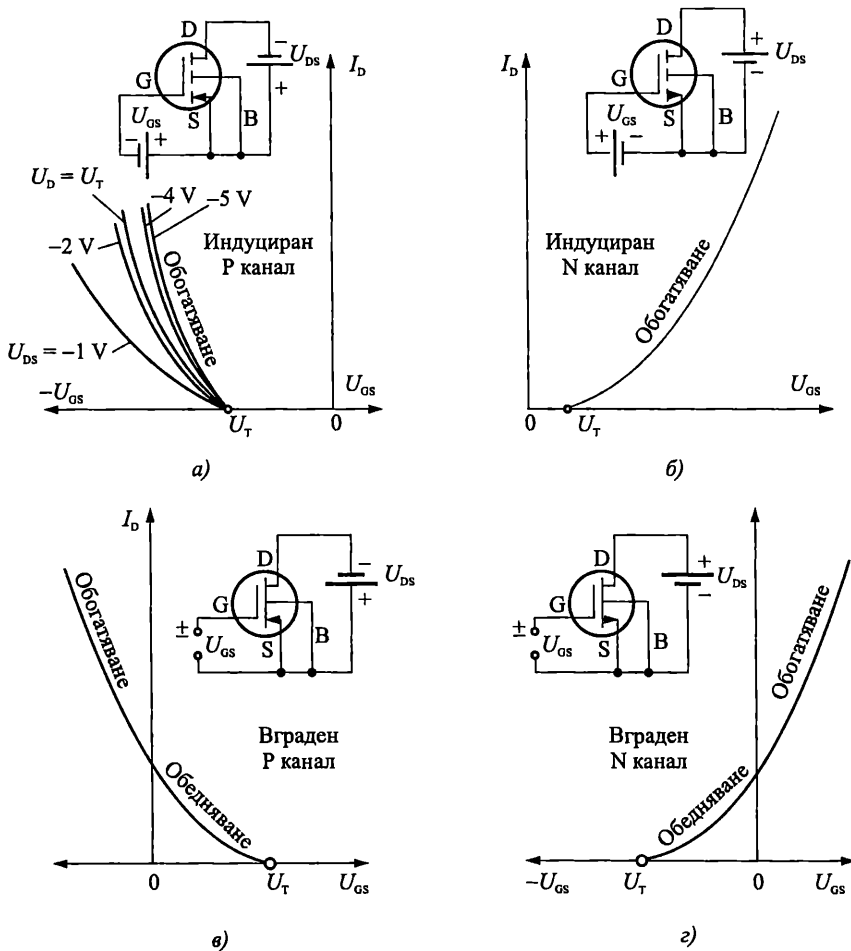 D
−
U_DS
+
G
S
B
U_GS
−
+
I_D
U_D = U_T
−4 V
−5 V
−2 V
Индуциран
P канал
Обогатяване
U_DS = −1 V
−U_GS
U_GS
U_T
0
а)
D
+
U_DS
−
G
S
B
U_GS
+
−
I_D
Индуциран
N канал
Обогатяване
U_GS
0
U_T
б)
I_D
D
−
U_DS
+
G
±
S
B
U_GS
Обогатяване
Вграден
P канал
Обедняване
0
U_T
U_GS
в)
D
+
U_DS
−
G
±
S
B
U_GS
Обогатяване
Вграден
N канал
Обедняване
−U_GS
U_T
0
U_GS
г)